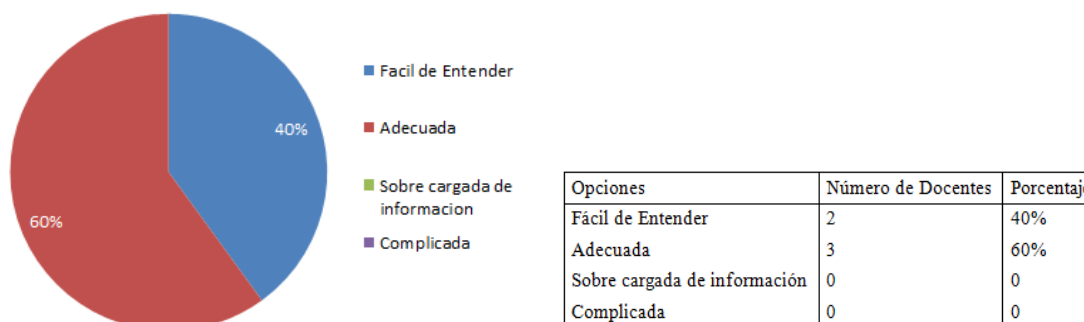 40%
60%
Facil de Entender
Adecuada
Sobre cargada de
informacion
Complicada
Opciones Número de Docentes Porcentaje
Fácil de Entender 2 40%
Adecuada 3 60%
Sobre cargada de información 0 0
Complicada 0 0